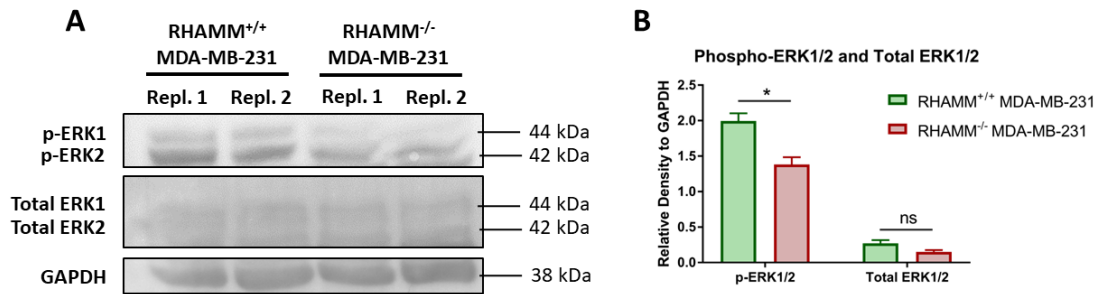 A
RHAMM+/+
MDA-MB-231
RHAMM-/-
MDA-MB-231
Repl. 1 Repl. 2 Repl. 1 Repl. 2
p-ERK1
44 kDa
p-ERK2
42 kDa
Total ERK1
44 kDa
Total ERK2
42 kDa
GAPDH
38 kDa
B
Phospho-ERK1/2 and Total ERK1/2
Relative Density to GAPDH
2.5
2.0
1.5
1.0
0.5
0.0
*
ns
p-ERK1/2
Total ERK1/2
RHAMM+/+ MDA-MB-231
RHAMM-/- MDA-MB-231